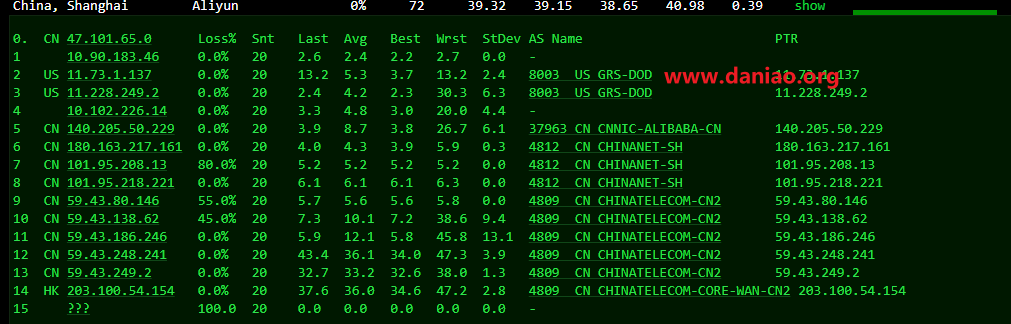 China, Shanghai Aliyun 0% 72 39.32 39.15 38.65 40.98 0.39 show
0. CN 47.101.65.0 Loss% Snt Last Avg Best Wrst StDev AS Name PTR
1 10.90.183.46 0.0% 20 2.6 2.4 2.2 2.7 0.0 -
2 US 11.73.1.137 0.0% 20 13.2 5.3 3.7 13.2 2.4 8003 US GRS-DOD 11.73.1.137
www.daniao.org
3 US 11.228.249.2 0.0% 20 2.4 4.2 2.3 30.3 6.3 8003 US GRS-DOD 11.228.249.2
4 10.102.226.14 0.0% 20 3.3 4.8 3.0 20.0 4.4 -
5 CN 140.205.50.229 0.0% 20 3.9 8.7 3.8 26.7 6.1 37963 CN CNNIC-ALIBABA-CN 140.205.50.229
6 CN 180.163.217.161 0.0% 20 4.0 4.3 3.9 5.9 0.3 4812 CN CHINANET-SH 180.163.217.161
7 CN 101.95.208.13 80.0% 20 5.2 5.2 5.2 5.2 0.0 4812 CN CHINANET-SH 101.95.208.13
8 CN 101.95.218.221 0.0% 20 6.1 6.1 6.1 6.3 0.0 4812 CN CHINANET-SH 101.95.218.221
9 CN 59.43.80.146 55.0% 20 5.7 5.6 5.6 5.8 0.0 4809 CN CHINATELECOM-CN2 59.43.80.146
10 CN 59.43.138.62 45.0% 20 7.3 10.1 7.2 38.6 9.4 4809 CN CHINATELECOM-CN2 59.43.138.62
11 CN 59.43.186.246 0.0% 20 5.9 12.1 5.8 45.8 13.1 4809 CN CHINATELECOM-CN2 59.43.186.246
12 CN 59.43.248.241 0.0% 20 43.4 36.1 34.0 47.3 3.9 4809 CN CHINATELECOM-CN2 59.43.248.241
13 CN 59.43.249.2 0.0% 20 32.7 33.2 32.6 38.0 1.3 4809 CN CHINATELECOM-CN2 59.43.249.2
14 HK 203.100.54.154 0.0% 20 37.6 36.0 34.6 47.2 2.8 4809 CN CHINATELECOM-CORE-WAN-CN2 203.100.54.154
15 ??? 100.0 20 0.0 0.0 0.0 0.0 0.0 -